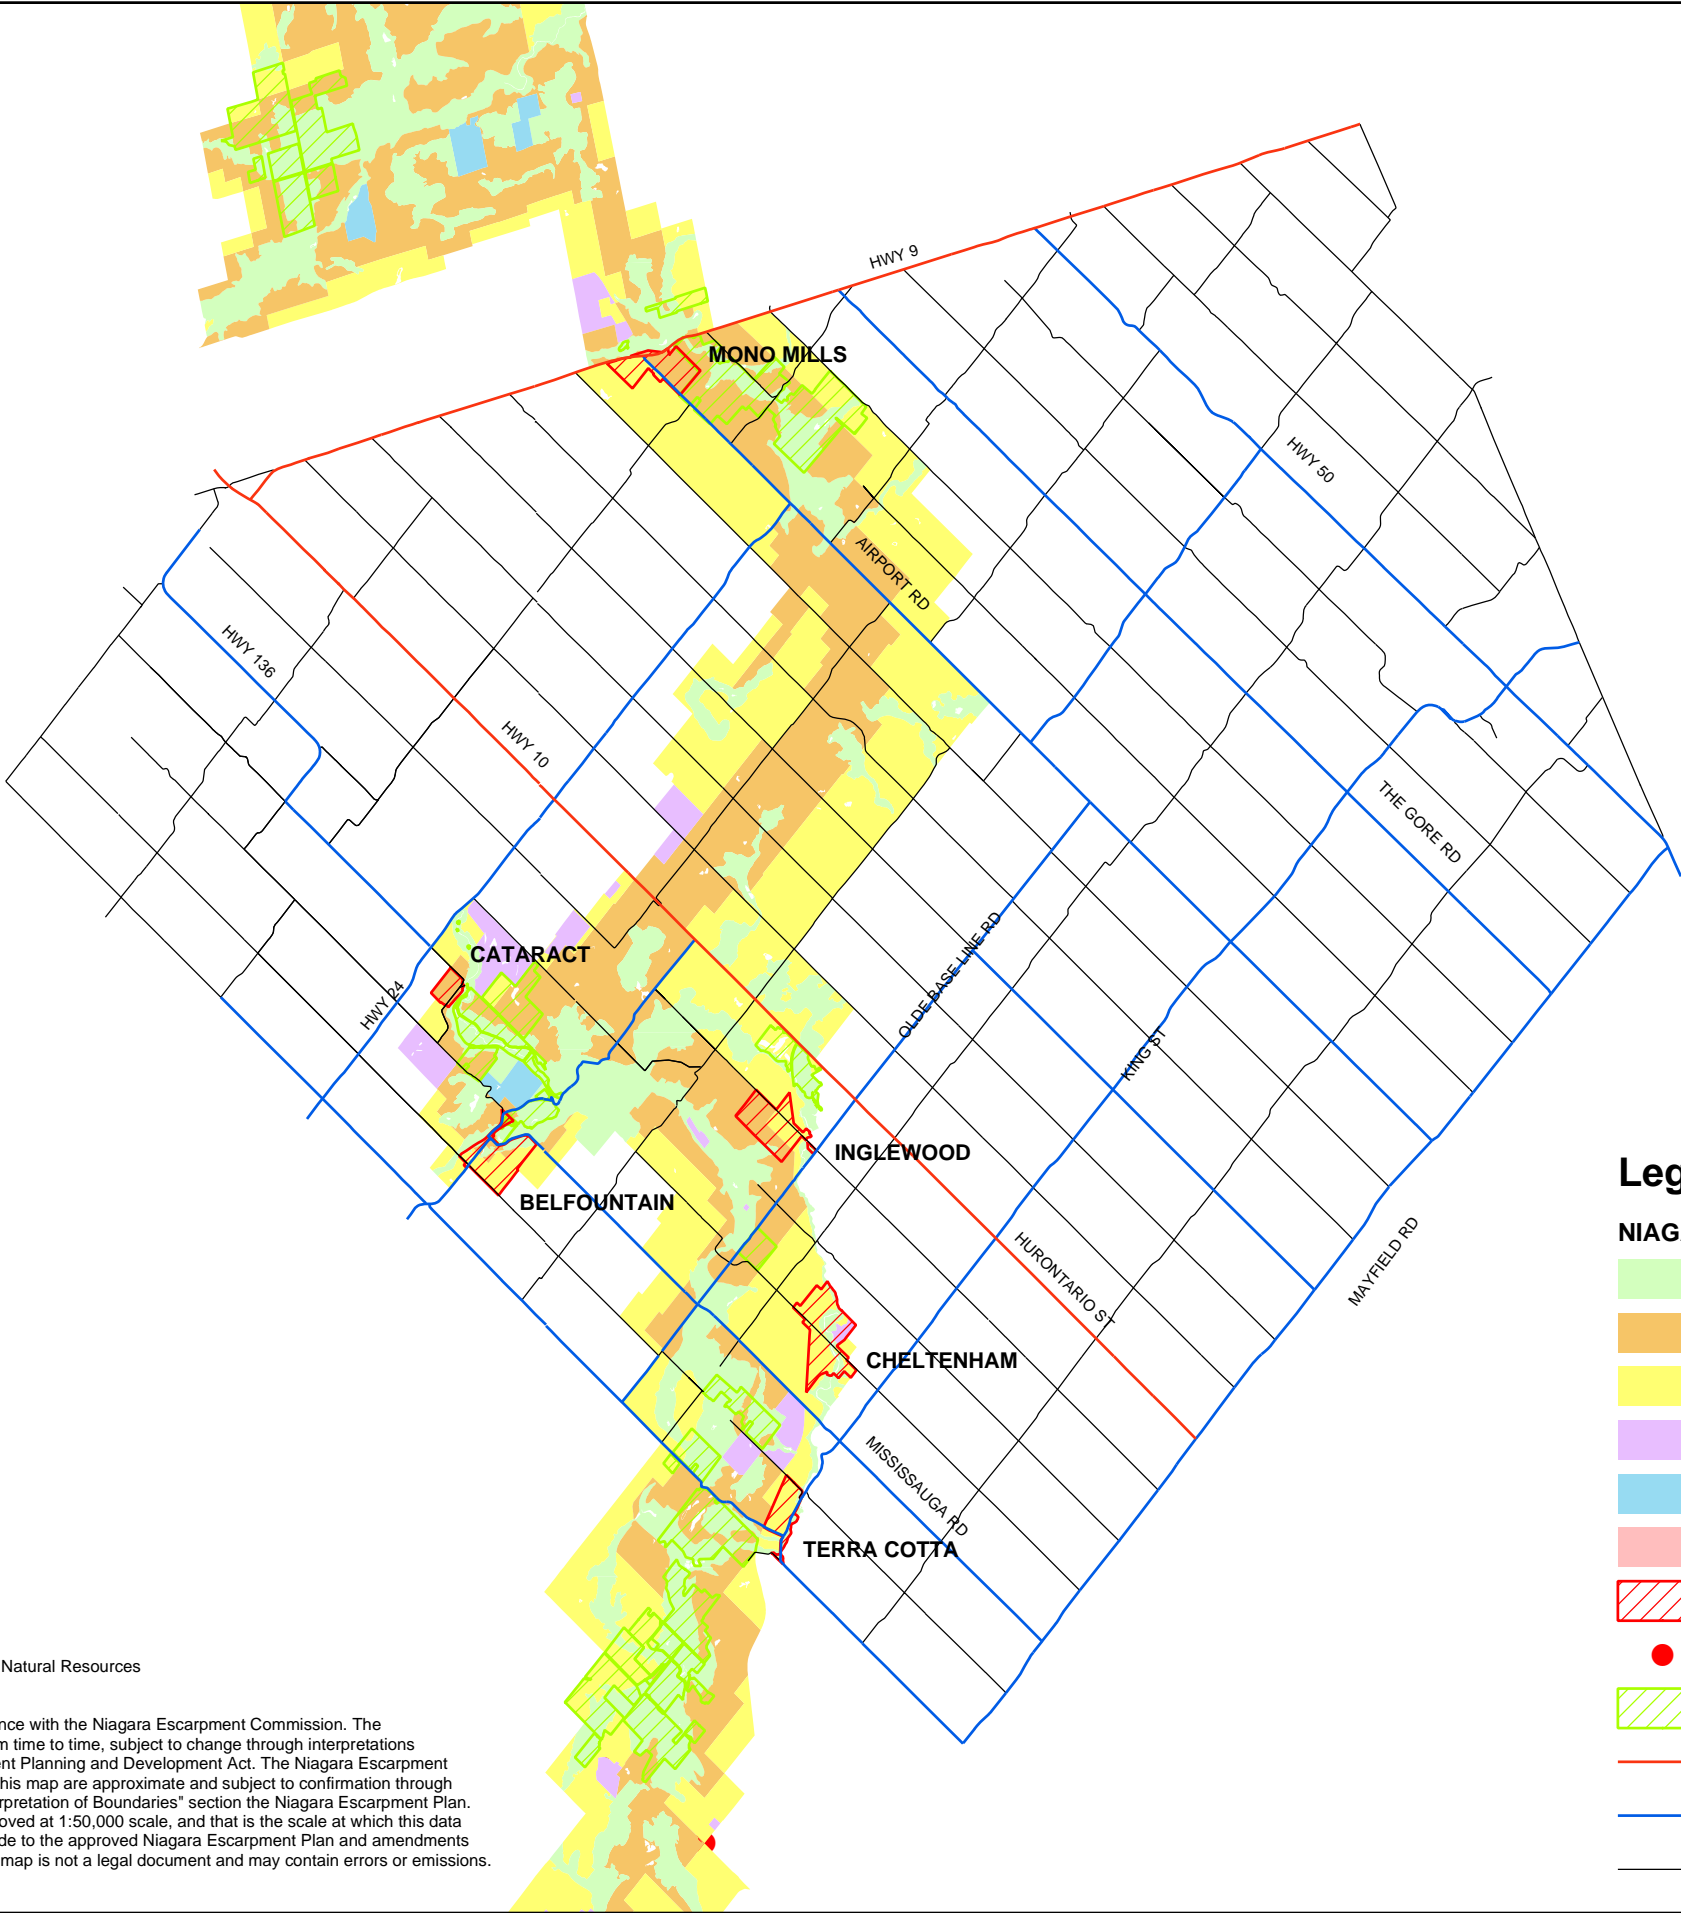 HWY 9
MONO MILLS
HWY 50
AIRPORT RD
HWY 136
HWY 10
THE GORE RD
CATARACT
HWY 24
OLDE BASE LINE RD
KING ST
INGLEWOOD
BELFOUNTAIN
HURONTARIO ST
MAYFIELD RD
CHELTENHAM
MISSISSAUGA RD
TERRA COTTA
Leg
NIAG
Natural Resources
nce with the Niagara Escarpment Commission. The
m time to time, subject to change through interpretations
ent Planning and Development Act. The Niagara Escarpment
his map are approximate and subject to confirmation through
rpretation of Boundaries" section the Niagara Escarpment Plan.
oved at 1:50,000 scale, and that is the scale at which this data
de to the approved Niagara Escarpment Plan and amendments
map is not a legal document and may contain errors or emissions.